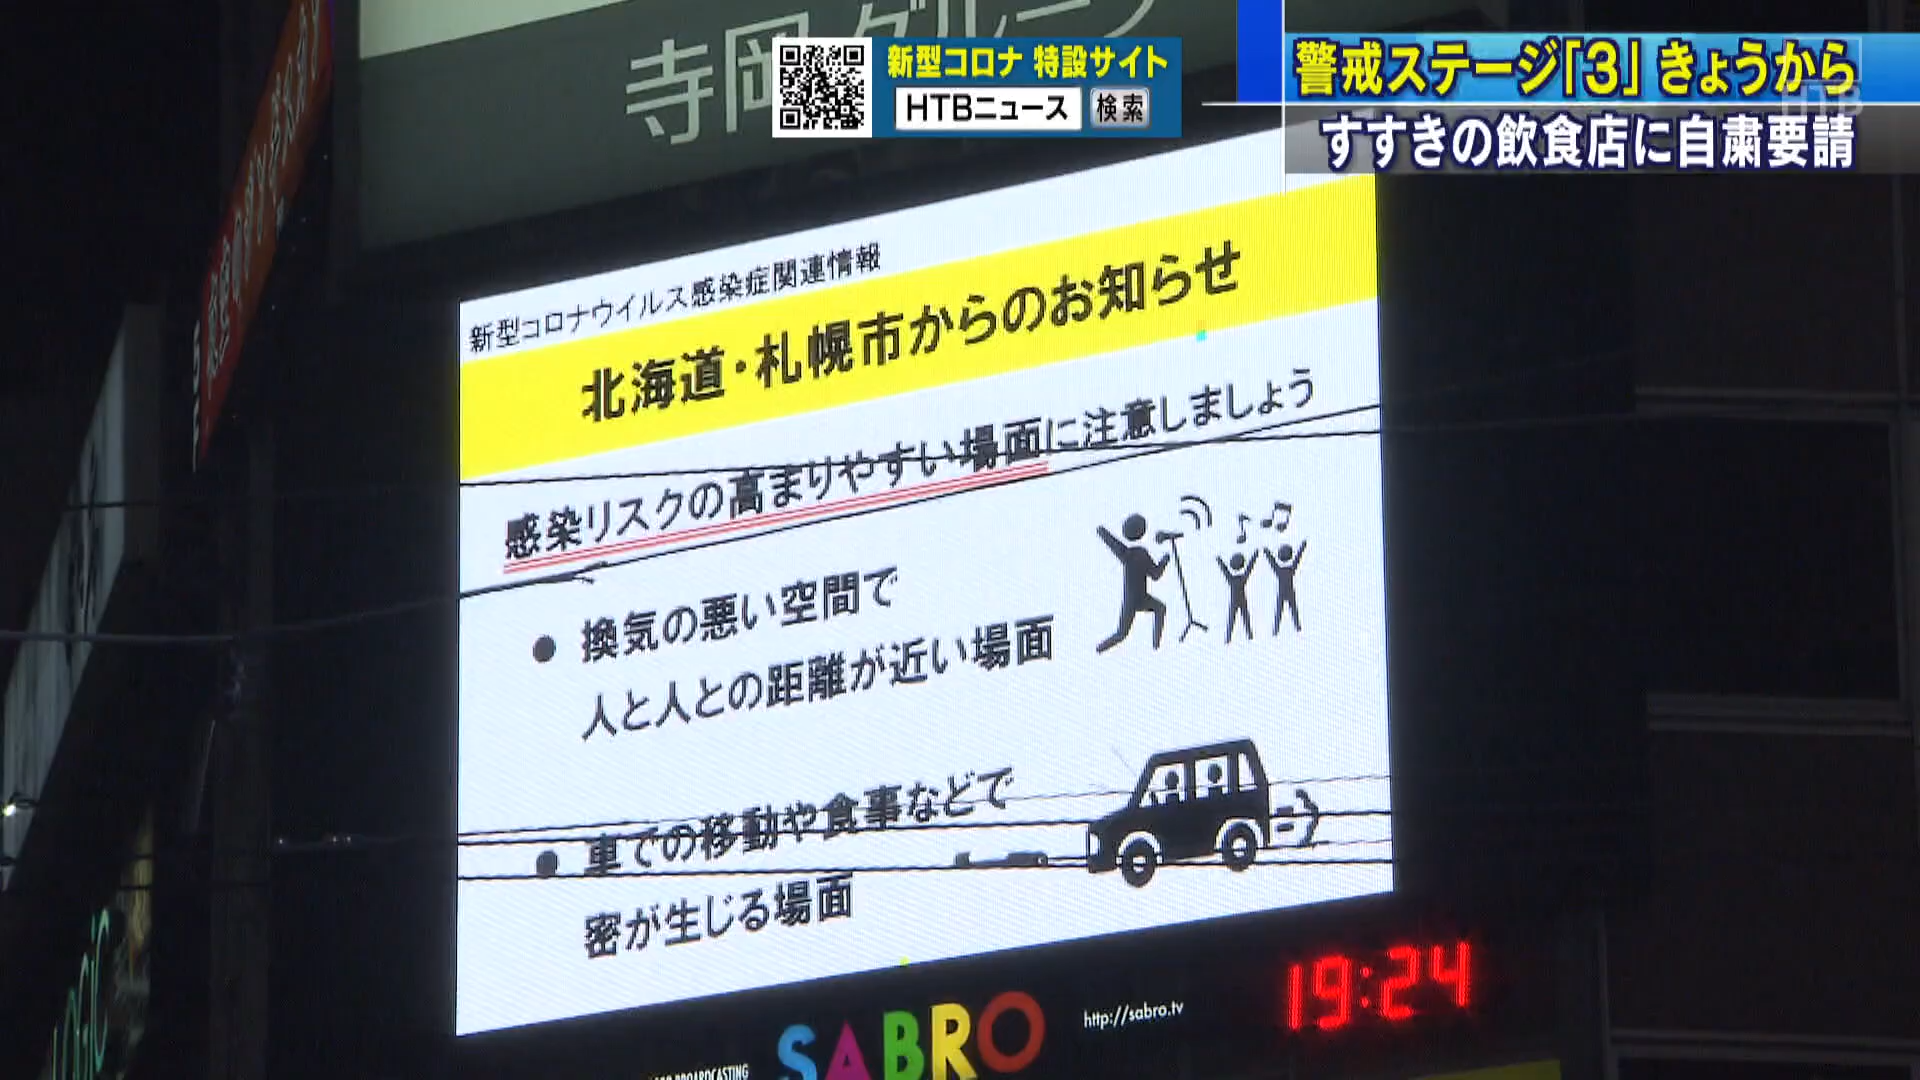 寺岡グループ
新型コロナ 特設サイト
HTBニュース 検索
警戒ステージ「3」きょうから
HTB
すすきの飲食店に自粛要請
新型コロナウイルス感染症関連情報
北海道・札幌市からのお知らせ
感染リスクの高まりやすい場面に注意しましょう
● 換気の悪い空間で
人と人との距離が近い場面
● 車での移動や食事などで
密が生じる場面
SABRO
http://sabro.tv
19:24
BROADCASTING